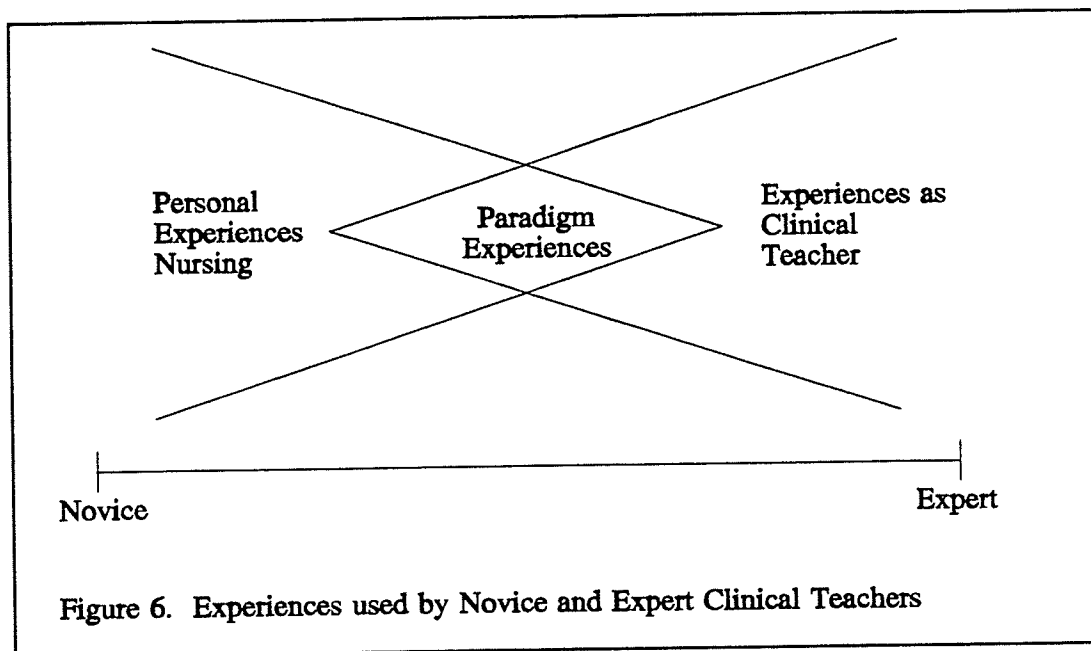 Personal
Experiences
Nursing
Paradigm
Experiences
Experiences as
Clinical
Teacher
Novice
Expert
Figure 6. Experiences used by Novice and Expert Clinical Teachers